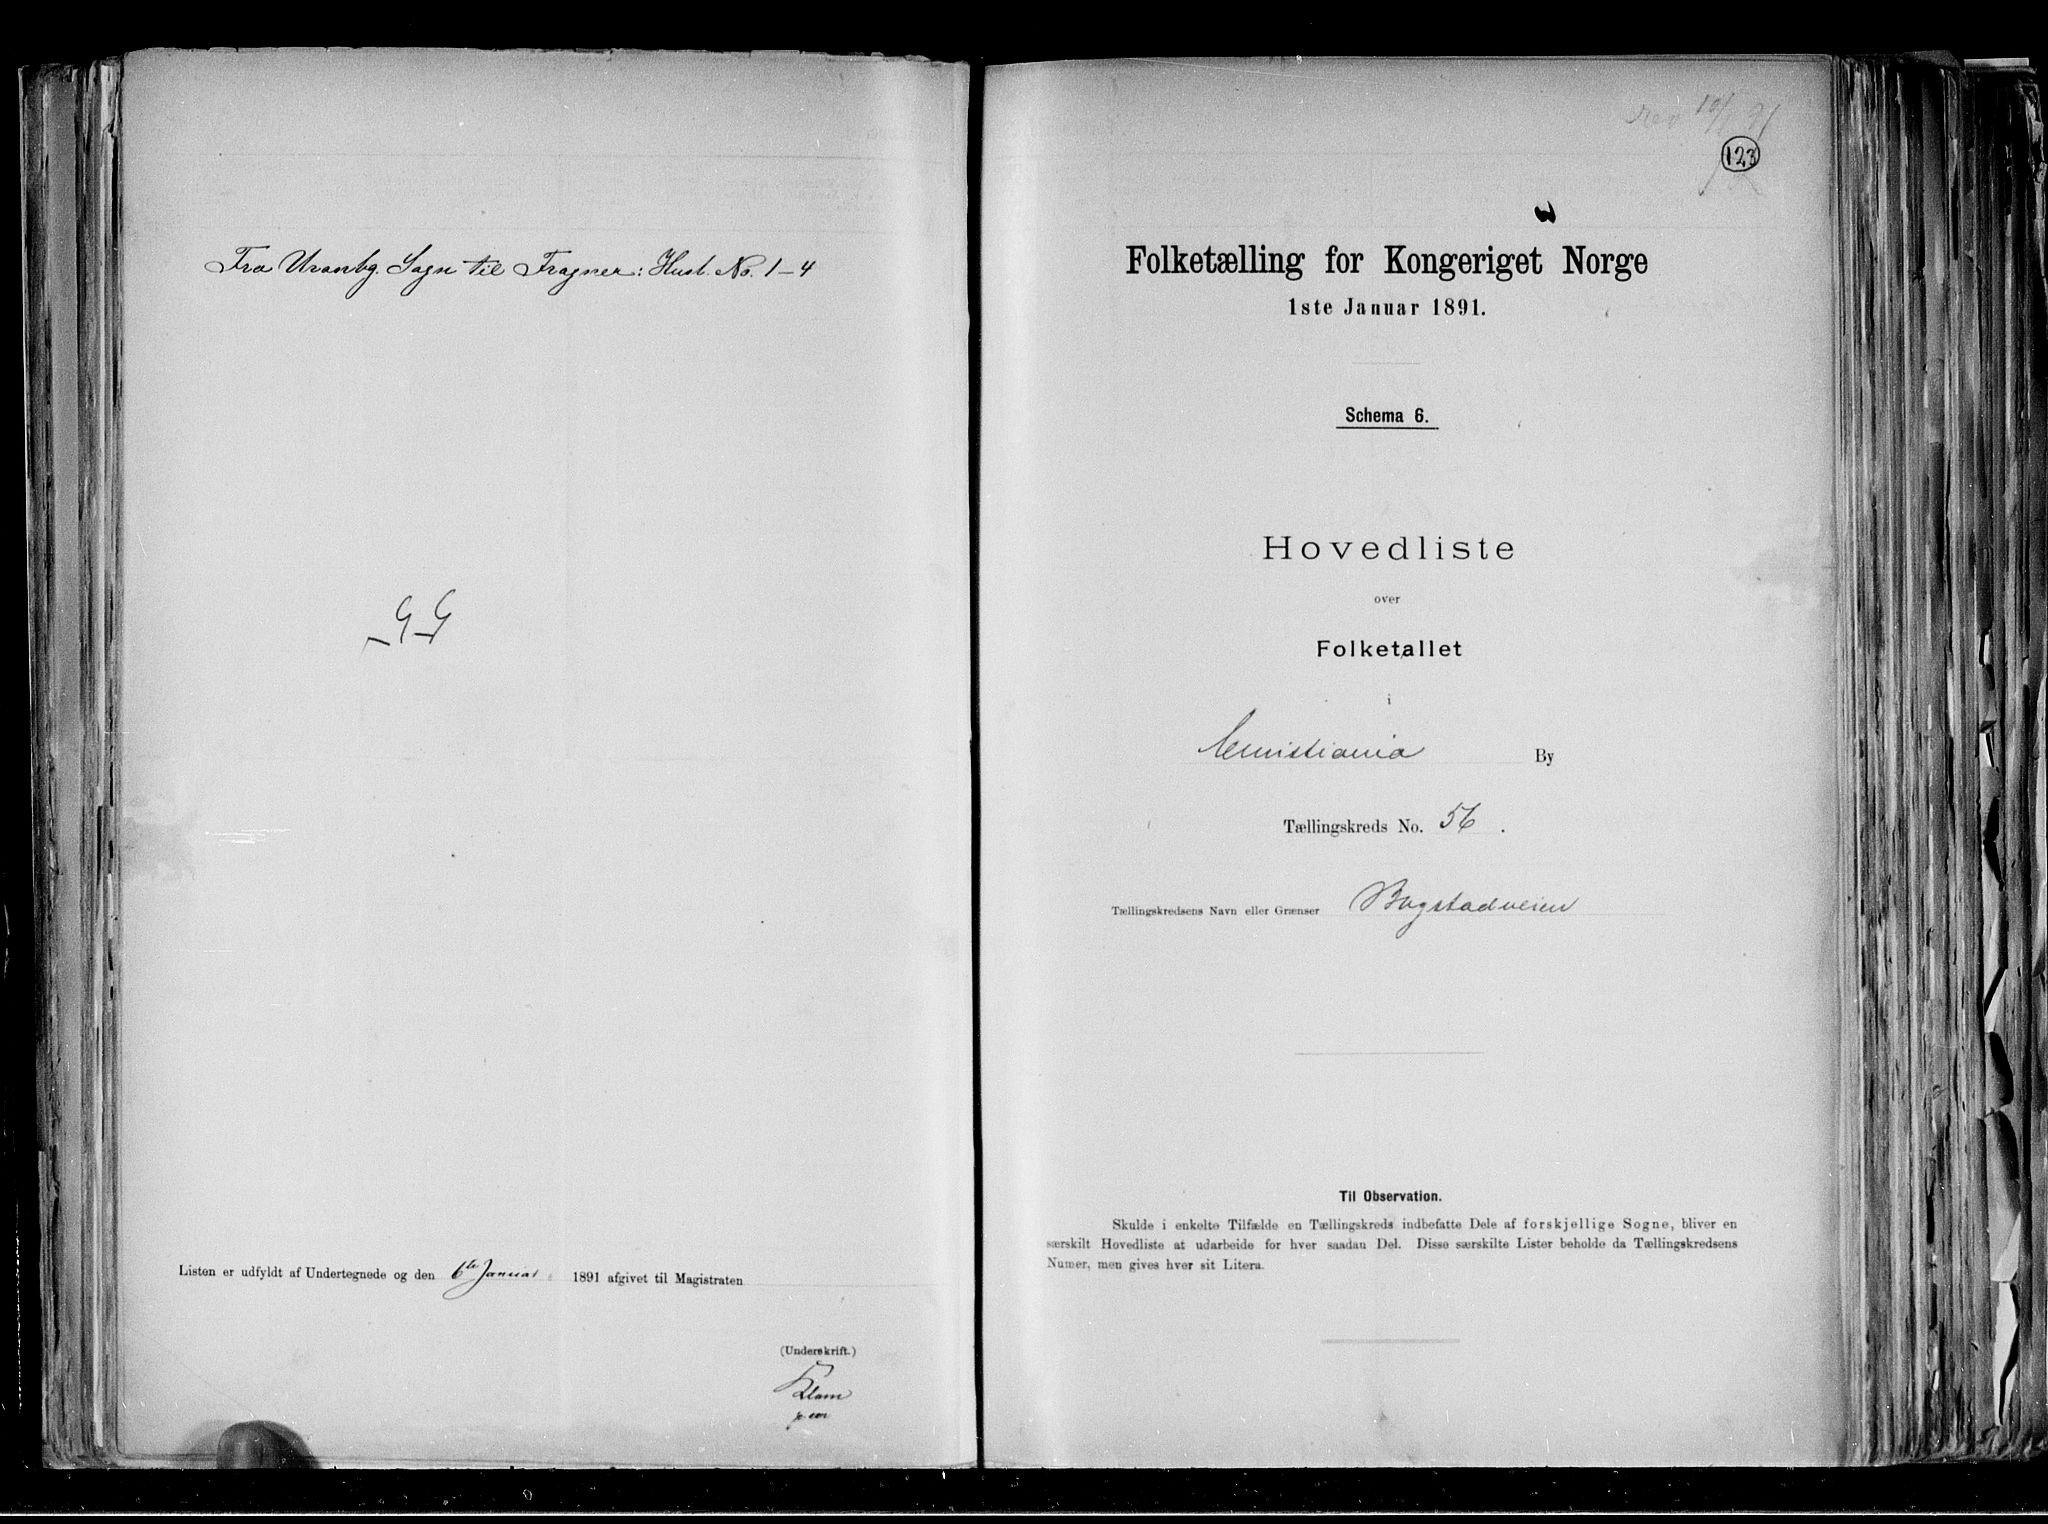 Fra Uranbg. Sogn til Frogner: Husl. No. 1-4
Listen er udfyldt af Undertegnede og den 6te Januar 1891 afgivet til Magistraten
(Underskrift.)
123
Folketælling for Kongeriget Norge
1ste Januar 1891.
Schema 6.
Hovedliste
over
Folketallet
i
Christiania By
Tællingskreds No. 56.
Tællingskredsens Navn eller Grænser Bogstadveien
Til Observation.
Skulde i enkelte Tilfælde en Tællingskreds indbefatte Dele af forskjellige Sogne, bliver en
særskilt Hovedliste at udarbeide for hver saadan Del. Disse særskilte Lister beholde da Tællingskredsens
Numer, men gives hver sit Litera.